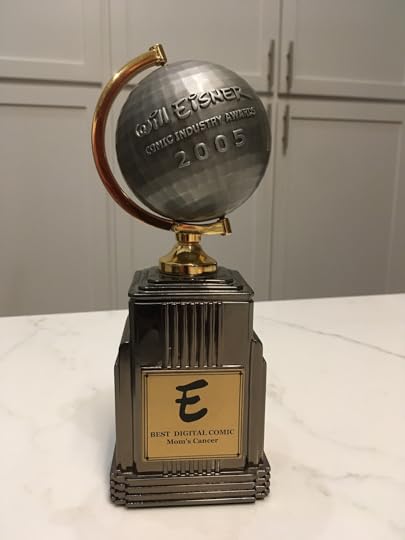 Will EISNER
COMIC INDUSTRY AWARDS
2005
E
BEST DIGITAL COMIC
Mom's Cancer